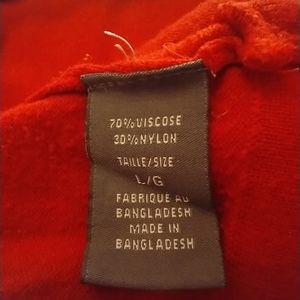 70%VISCOSE
30%NYLON
TAILLE/SIZE
L/G
FABRIQUE AU
BANGLADESH
MADE IN
BANGLADESH